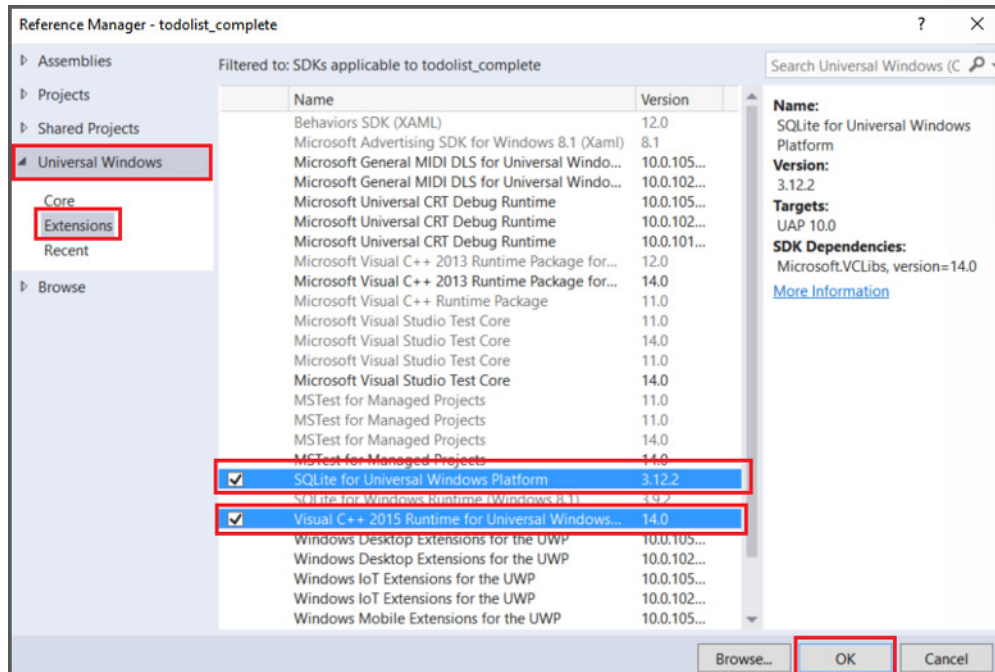 Reference Manager - todolist_complete
Assemblies
Projects
Shared Projects
Universal Windows
Core
Extensions
Recent
Browse
Filtered to: SDKs applicable to todolist_complete
Search Universal Windows (C
Name Version
Behaviors SDK (XAML) 12.0
Microsoft Advertising SDK for Windows 8.1 (Xaml) 8.1
Microsoft General MIDI DLS for Universal Windo... 10.0.105...
Microsoft General MIDI DLS for Universal Windo... 10.0.102...
Microsoft Universal CRT Debug Runtime 10.0.105...
Microsoft Universal CRT Debug Runtime 10.0.102...
Microsoft Universal CRT Debug Runtime 10.0.101...
Microsoft Visual C++ 2013 Runtime Package for... 12.0
Microsoft Visual C++ 2013 Runtime Package for... 14.0
Microsoft Visual C++ Runtime Package 11.0
Microsoft Visual Studio Test Core 11.0
Microsoft Visual Studio Test Core 14.0
Microsoft Visual Studio Test Core 11.0
Microsoft Visual Studio Test Core 14.0
MSTest for Managed Projects 11.0
MSTest for Managed Projects 11.0
MSTest for Managed Projects 14.0
MSTest for Managed Projects 14.0
SQLite for Universal Windows Platform 3.12.2
SQLite for Windows Runtime (Windows 8.1) 3.9.2
Visual C++ 2015 Runtime for Universal Windows... 14.0
Windows Desktop Extensions for the UWP 10.0.105...
Windows Desktop Extensions for the UWP 10.0.102...
Windows IoT Extensions for the UWP 10.0.105...
Windows IoT Extensions for the UWP 10.0.102...
Windows Mobile Extensions for the UWP 10.0.105...
Name:
SQLite for Universal Windows
Platform
Version:
3.12.2
Targets:
UAP 10.0
SDK Dependencies:
Microsoft.VCLibs, version=14.0
More Information
Browse... OK Cancel